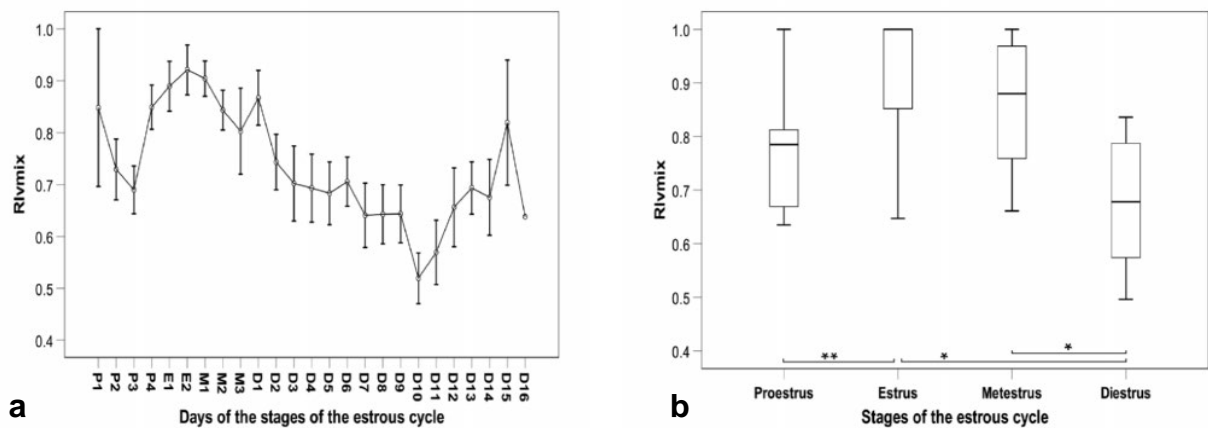 1.0
0.9
0.8
0.7
0.6
0.5
0.4
RIvmix
P1 P2 P3 P4 E1 E2 M1 M2 M3 D1 D2 D3 D4 D5 D6 D7 D8 D9 D10 D11 D12 D13 D14 D15 D16
Days of the stages of the estrous cycle
a
1.0
0.9
0.8
0.7
0.6
0.5
0.4
RIvmix
** * *
Proestrus Estrus Metestrus Diestrus
Stages of the estrous cycle
b